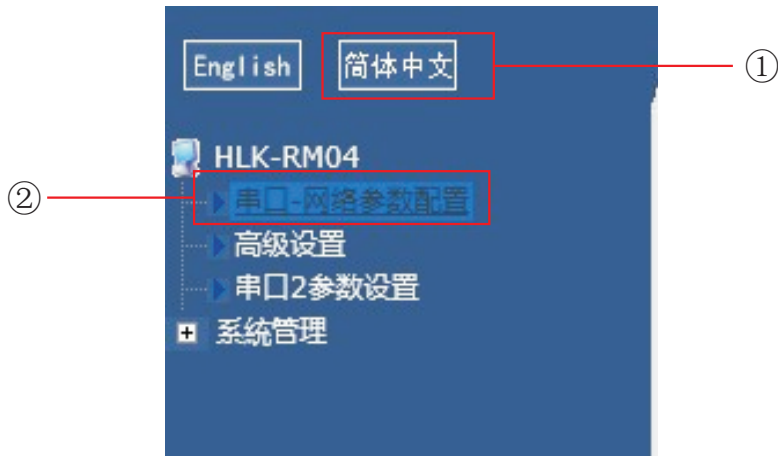 English 简体中文 ①
HLK-RM04
② 串口-网络参数配置
高级设置
串口2参数设置
系统管理